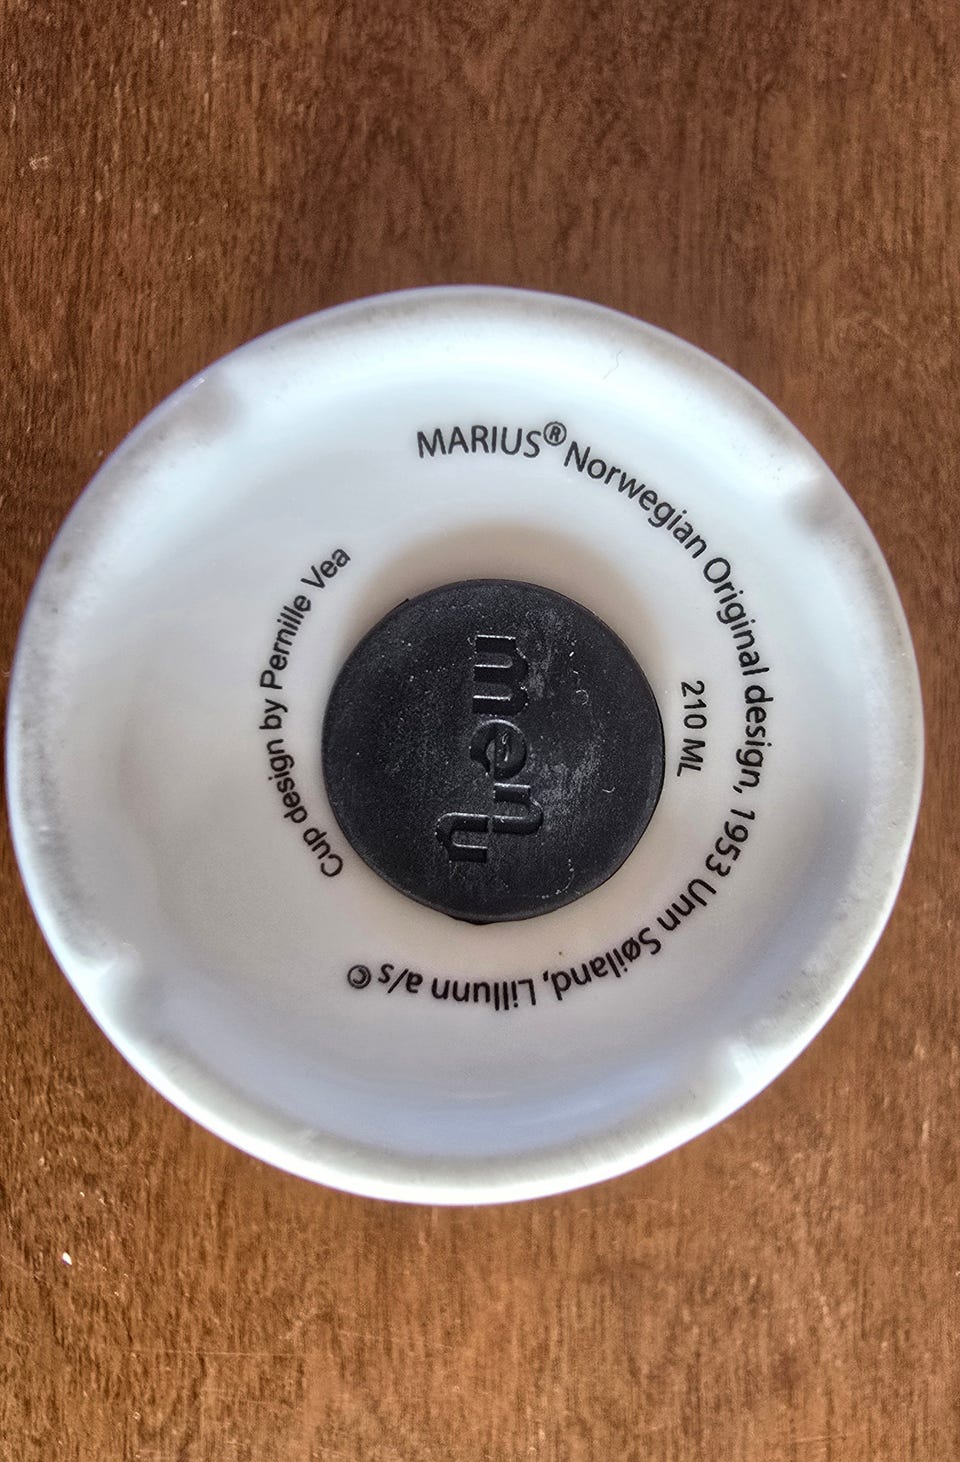 MARIUS® Norwegian Original design, 1953 Unn Søiland, Lillunn a/s ©
Cup design by Pernille Vea
210 ML
menu